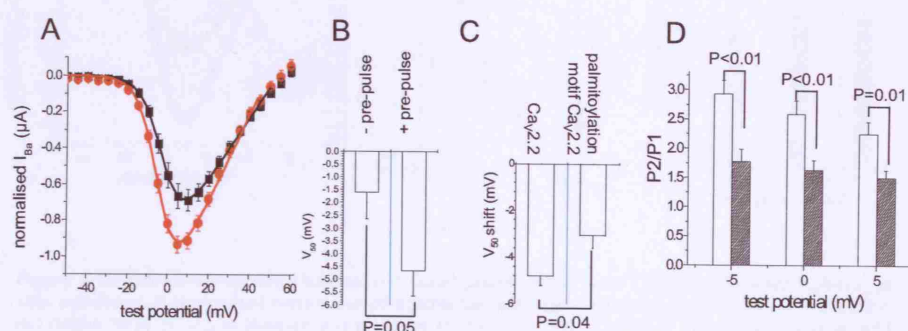 A
B
C
D
normalised I_Ba (μA)
0.0
-0.2
-0.4
-0.6
-0.8
-1.0
-40
-20
0
20
40
60
test potential (mV)
- pre-pulse
+ pre-pulse
V_50 (mV)
0.0
-0.5
-1.0
-1.5
-2.0
-2.5
-3.0
-3.5
-4.0
-4.5
-5.0
-5.5
-6.0
P=0.05
Ca_V2.2
palmitoylation
motif Ca_V2.2
V_50 shift (mV)
0
-2
-4
-6
P=0.04
P<0.01
P<0.01
P=0.01
P2/P1
3.0
2.5
2.0
1.5
1.0
0.5
0.0
-5
0
5
test potential (mV)